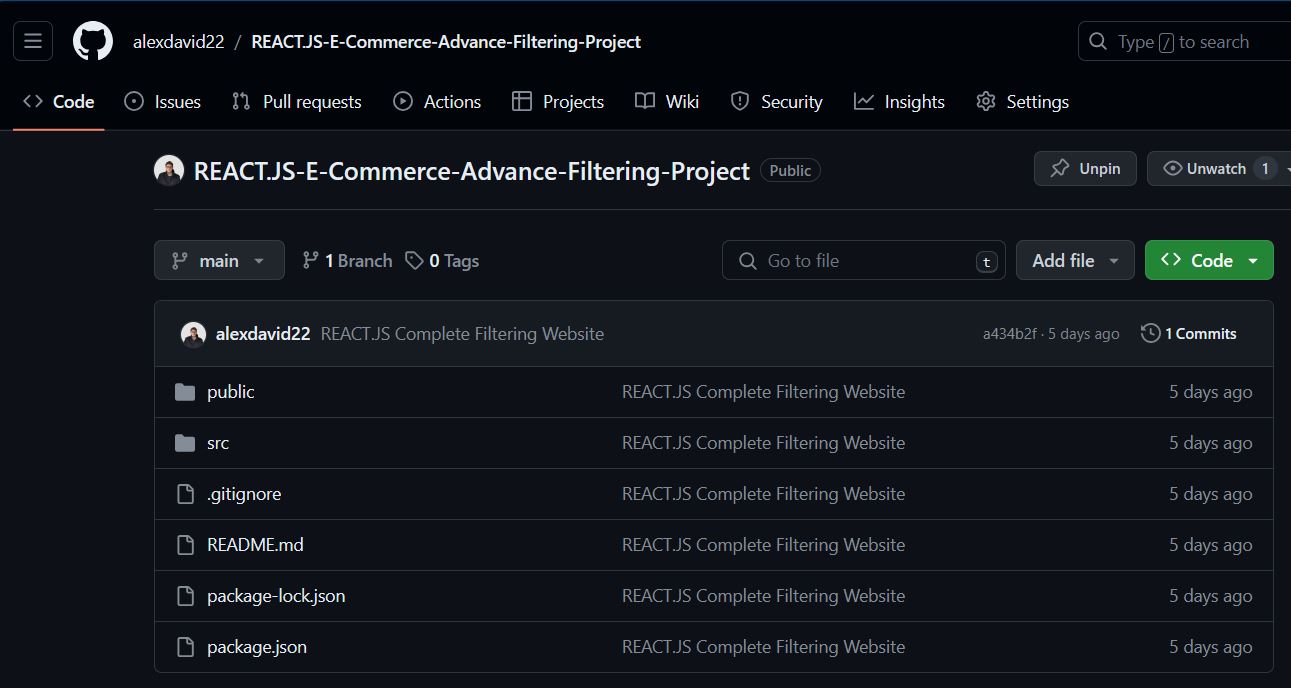 alexdavid22 / REACT.JS-E-Commerce-Advance-Filtering-Project Type / to search
Code Issues Pull requests Actions Projects Wiki Security Insights Settings
REACT.JS-E-Commerce-Advance-Filtering-Project Public Unpin Unwatch 1
main 1 Branch 0 Tags Go to file t Add file Code
alexdavid22 REACT.JS Complete Filtering Website a434b2f · 5 days ago 1 Commits
public REACT.JS Complete Filtering Website 5 days ago
src REACT.JS Complete Filtering Website 5 days ago
.gitignore REACT.JS Complete Filtering Website 5 days ago
README.md REACT.JS Complete Filtering Website 5 days ago
package-lock.json REACT.JS Complete Filtering Website 5 days ago
package.json REACT.JS Complete Filtering Website 5 days ago